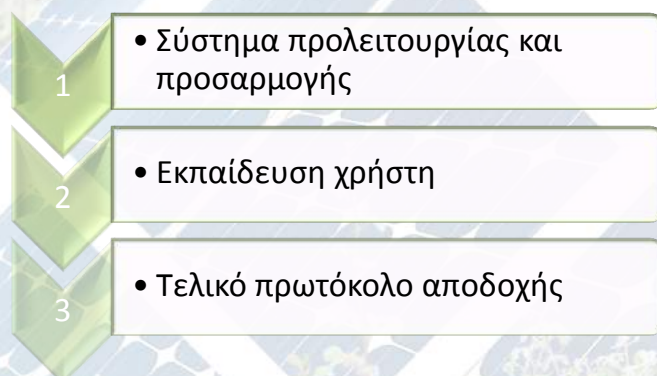 1
• Σύστημα προλειτουργίας και
προσαρμογής
2
• Εκπαίδευση χρήστη
3
• Τελικό πρωτόκολο αποδοχής